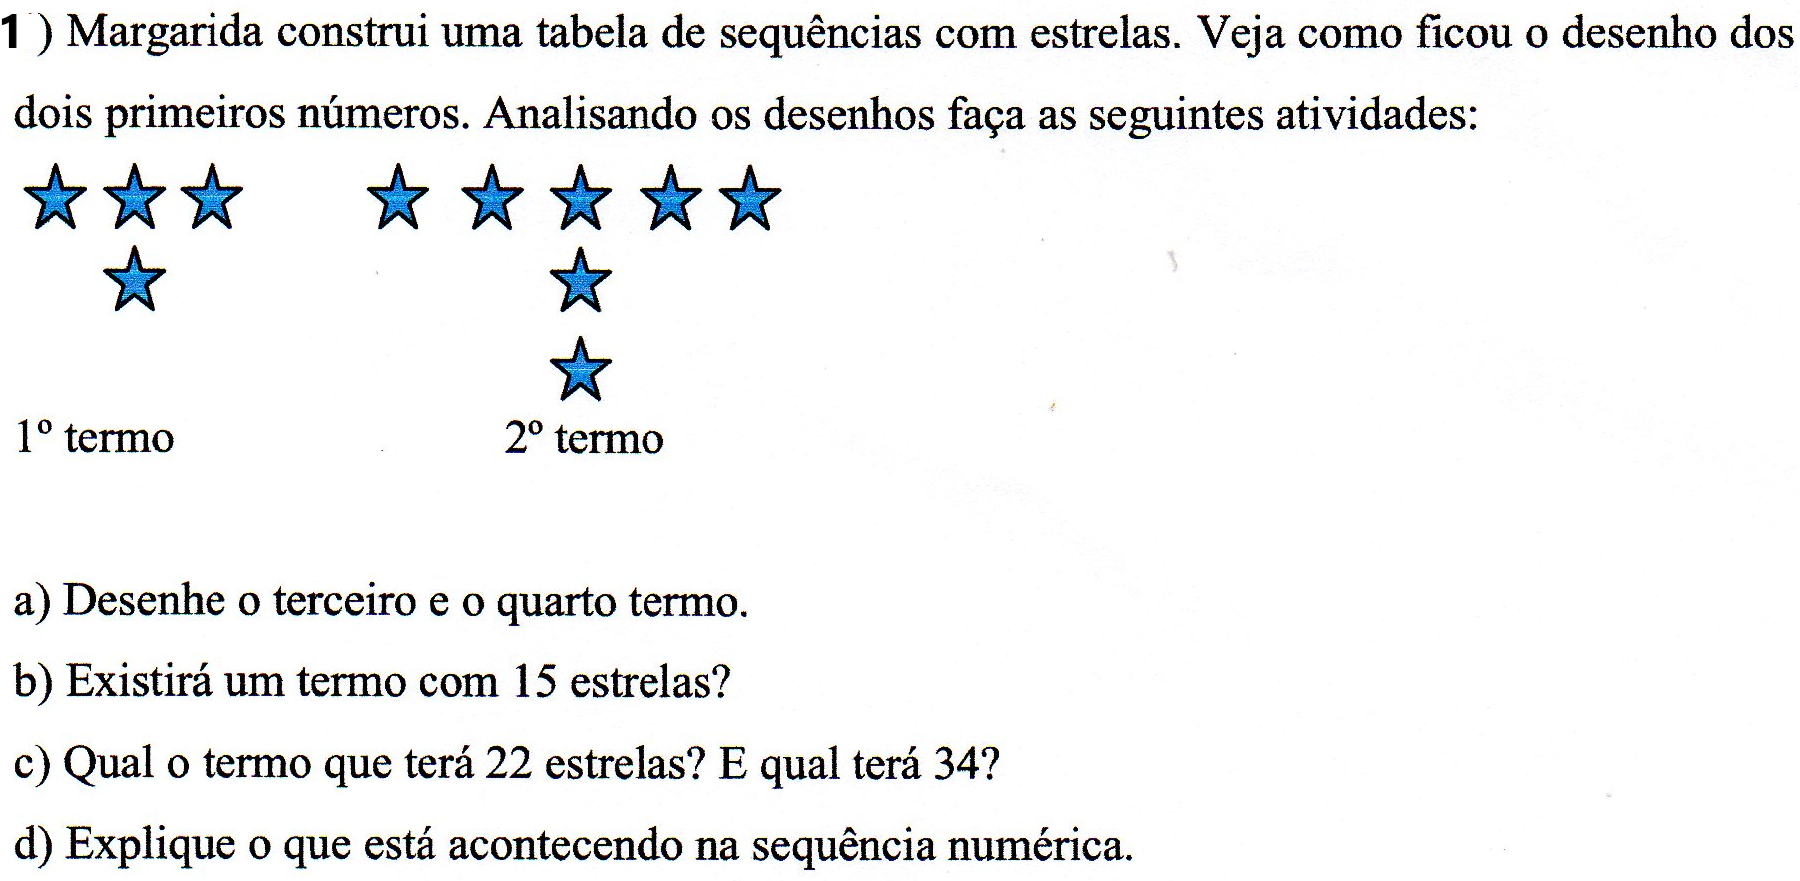 1 ) Margarida construi uma tabela de sequências com estrelas. Veja como ficou o desenho dos
dois primeiros números. Analisando os desenhos faça as seguintes atividades:
1º termo 2º termo
a) Desenhe o terceiro e o quarto termo.
b) Existirá um termo com 15 estrelas?
c) Qual o termo que terá 22 estrelas? E qual terá 34?
d) Explique o que está acontecendo na sequência numérica.